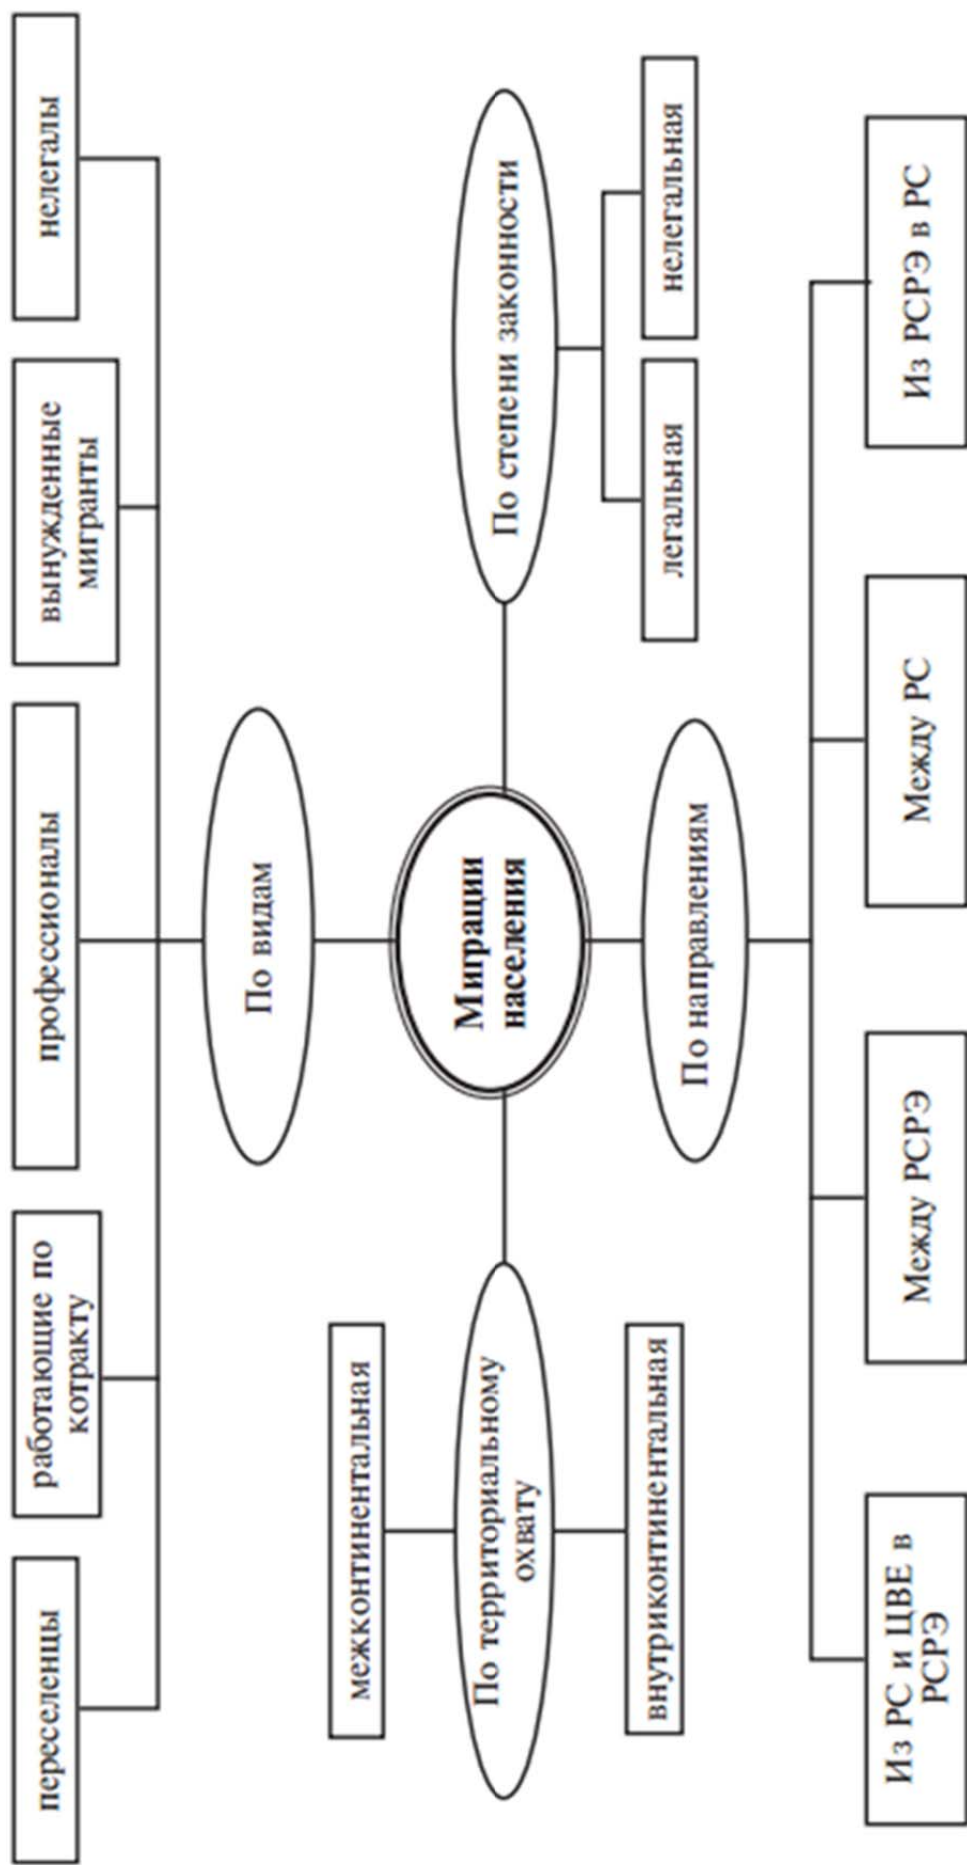 переселенцы
работающие по
котракту
профессионалы
вынужденные
мигранты
нелегалы
По видам
межконтинентальная
По территориальному
охвату
внутриконтинентальная
Миграции
населения
По степени законности
легальная
нелегальная
По направлениям
Из РС и ЦВЕ в
РСРЭ
Между РСРЭ
Между РС
Из РСРЭ в РС